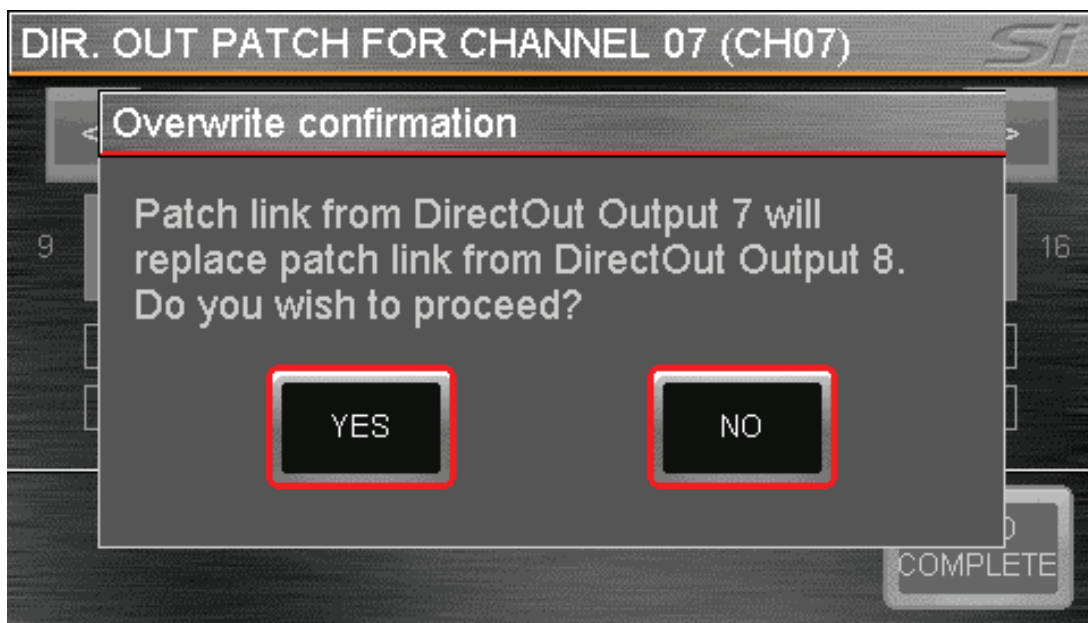 DIR. OUT PATCH FOR CHANNEL 07 (CH07)
Si
<
Overwrite confirmation
>
Patch link from DirectOut Output 7 will
replace patch link from DirectOut Output 8.
Do you wish to proceed?
9
16
YES
NO
COMPLETE